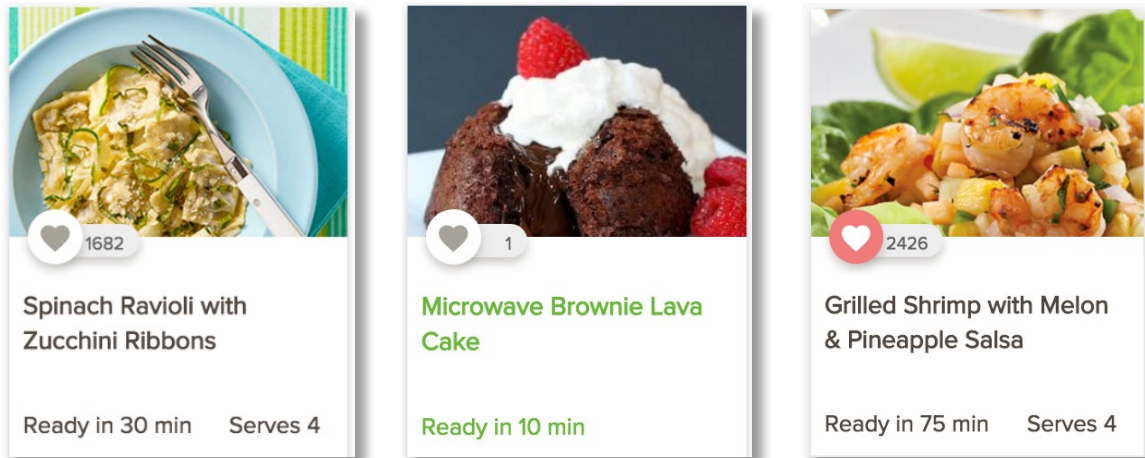 1682
Spinach Ravioli with
Zucchini Ribbons
Ready in 30 min Serves 4
1
Microwave Brownie Lava
Cake
Ready in 10 min
2426
Grilled Shrimp with Melon
& Pineapple Salsa
Ready in 75 min Serves 4